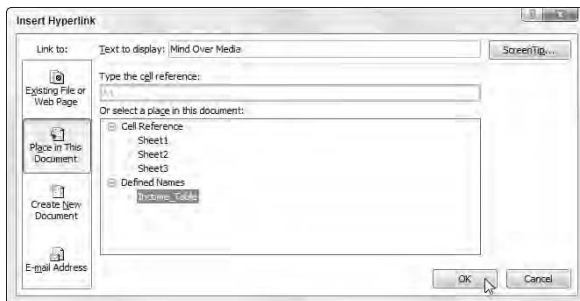 Insert Hyperlink
Link to:
Text to display: Mind Over Media
ScreenTip...
Existing File or
Web Page
Type the cell reference:
A1
Or select a place in this document:
Cell Reference
Sheet1
Sheet2
Sheet3
Defined Names
Income_Table
Place in This
Document
Create New
Document
E-mail Address
OK
Cancel